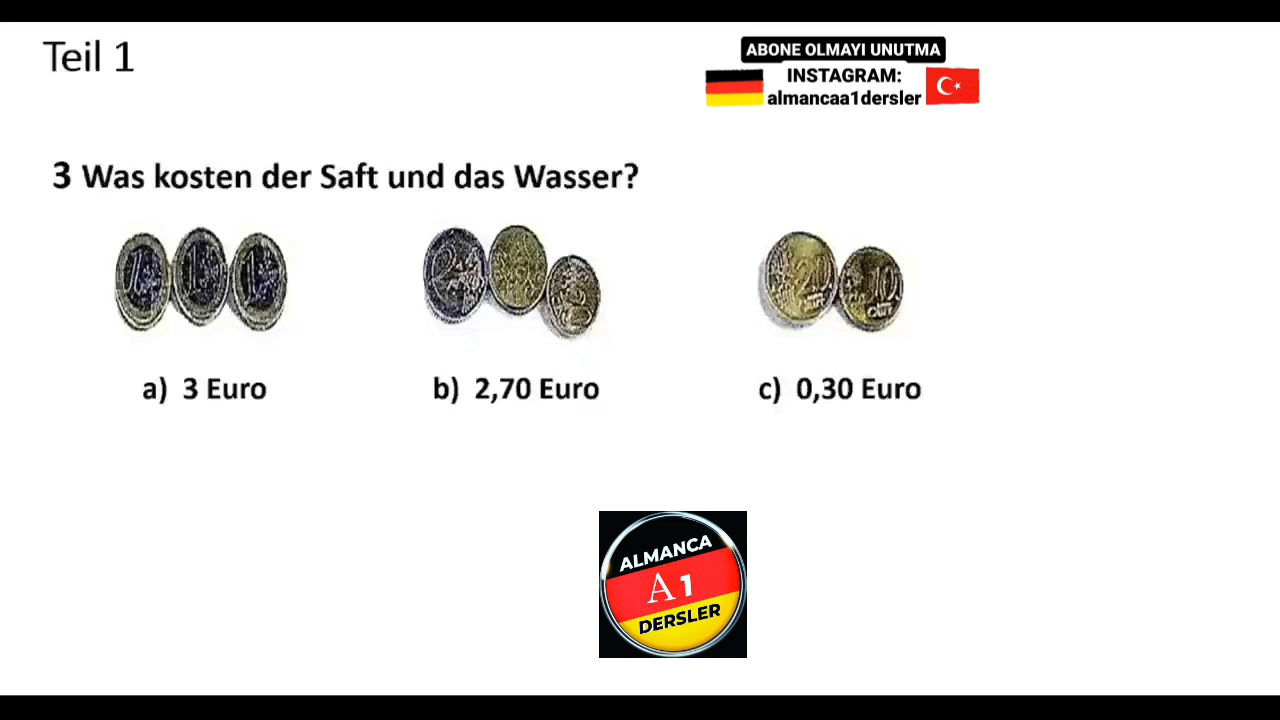 Teil 1
ABONE OLMAYI UNUTMA
INSTAGRAM:
almancaa1dersler
3 Was kosten der Saft und das Wasser?
a) 3 Euro
b) 2,70 Euro
c) 0,30 Euro
ALMANCA
A1
DERSLER